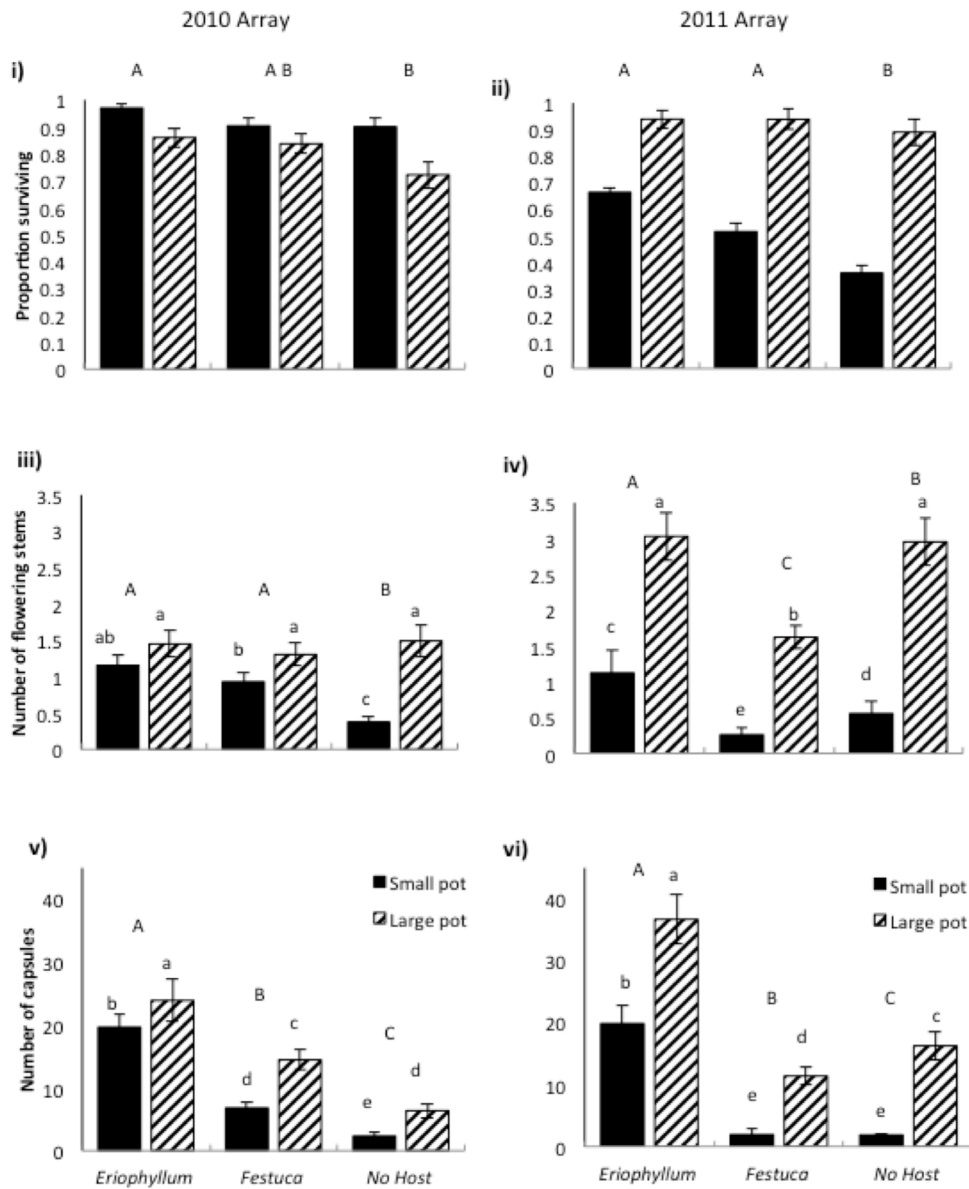 2010 Array
2011 Array
i)
A
A B
B
Proportion surviving
1
0.9
0.8
0.7
0.6
0.5
0.4
0.3
0.2
0.1
0
ii)
A
A
B
1
0.9
0.8
0.7
0.6
0.5
0.4
0.3
0.2
0.1
0
iii)
Number of flowering stems
3.5
3
2.5
2
1.5
1
0.5
0
A
A
B
ab
a
b
a
c
a
iv)
3.5
3
2.5
2
1.5
1
0.5
0
A
C
B
c
a
e
b
d
a
v)
Number of capsules
40
30
20
10
0
Small pot
Large pot
A
B
C
b
a
d
c
e
d
Eriophyllum
Festuca
No Host
vi)
40
30
20
10
0
Small pot
Large pot
A
B
C
b
a
e
d
e
c
Eriophyllum
Festuca
No Host